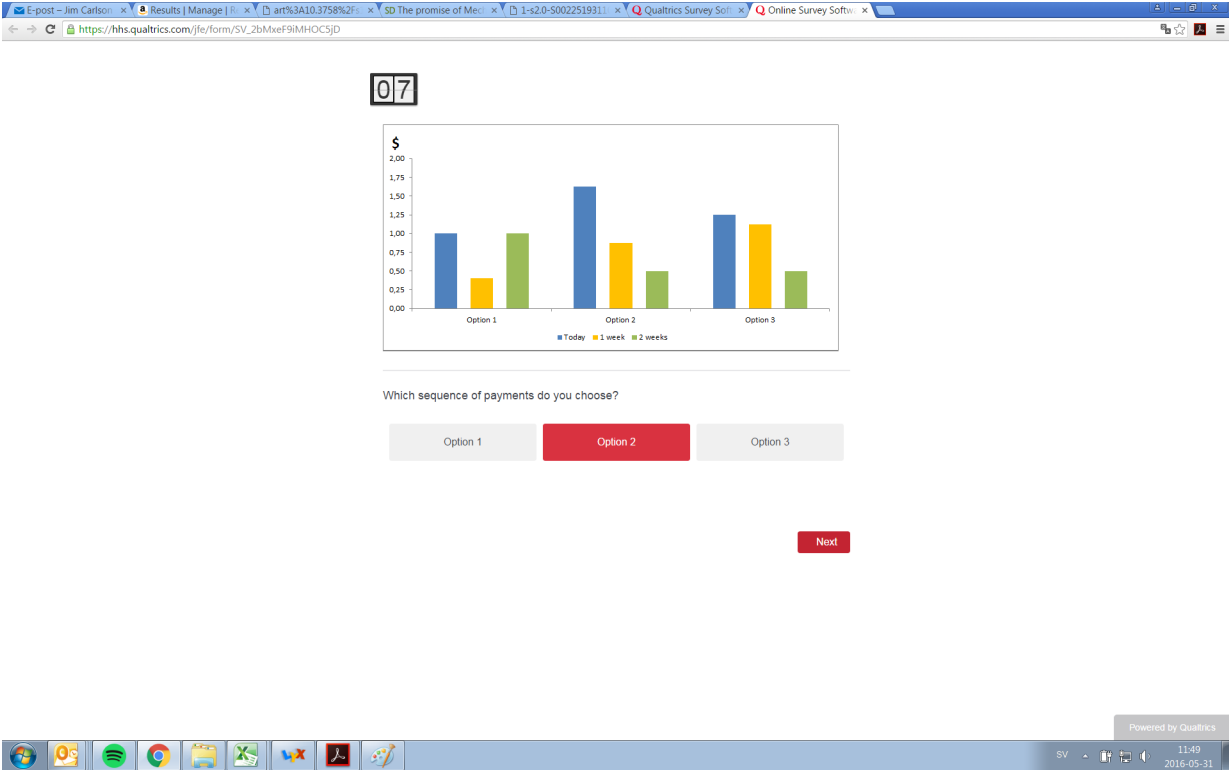 E-post – Jim Carlson
Results | Manage | R
art%3A10.3758%2Fs
SD The promise of Mech
1-s2.0-S0022519311
Qualtrics Survey Soft
Online Survey Softw
https://hhs.qualtrics.com/jfe/form/SV_2bMxeF9iMHOC5jD
07
$
2,00
1,75
1,50
1,25
1,00
0,75
0,50
0,25
0,00
Option 1 Option 2 Option 3
Today 1 week 2 weeks
Which sequence of payments do you choose?
Option 1 Option 2 Option 3
Next
Powered by Qualtrics
SV 11:49
2016-05-31